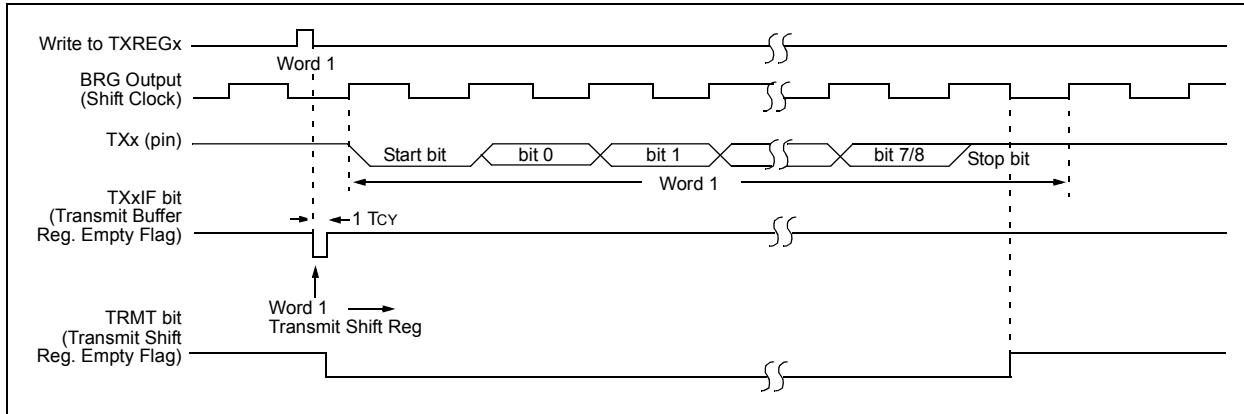 Write to TXREGx
Word 1
BRG Output
(Shift Clock)
TXx (pin)
Start bit
bit 0
bit 1
bit 7/8
Stop bit
Word 1
TXxIF bit
(Transmit Buffer
Reg. Empty Flag)
1 TCY
Word 1
Transmit Shift Reg
TRMT bit
(Transmit Shift
Reg. Empty Flag)